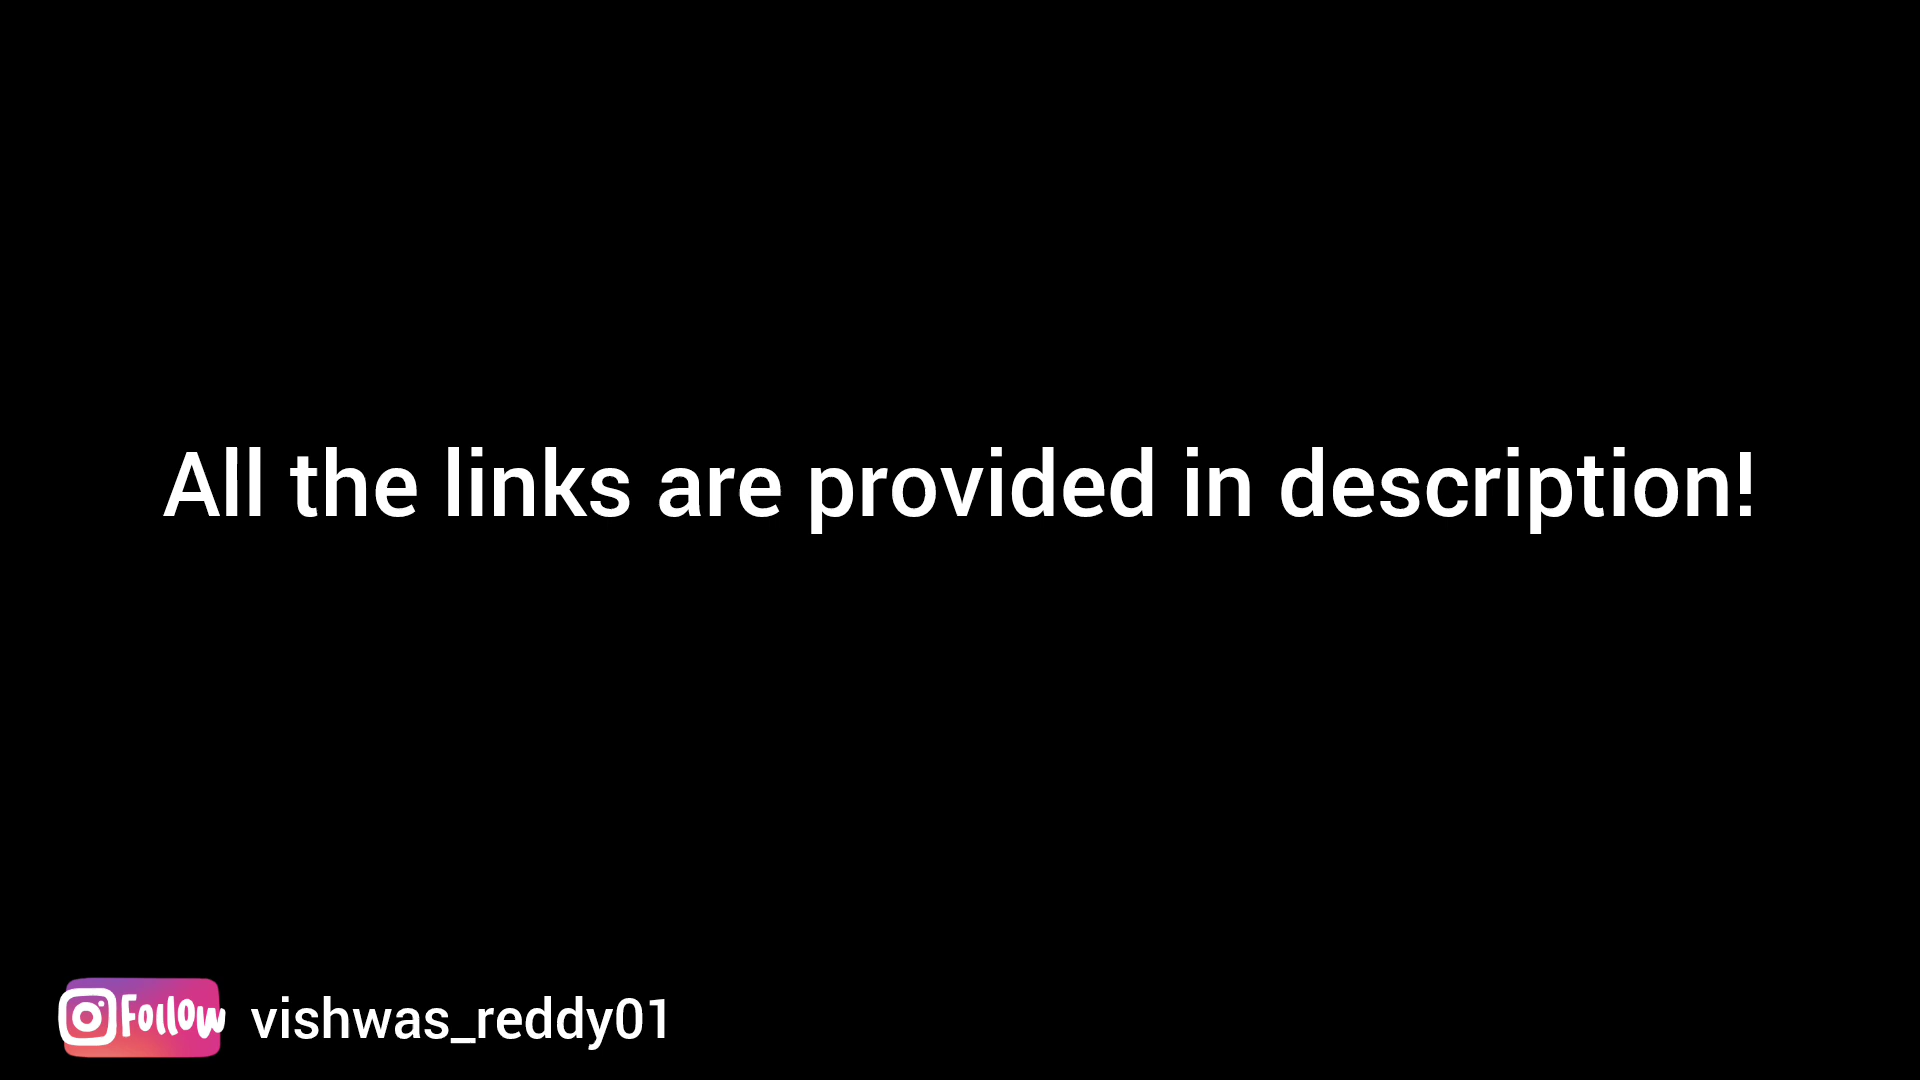 All the links are provided in description!
Follow vishwas_reddy01